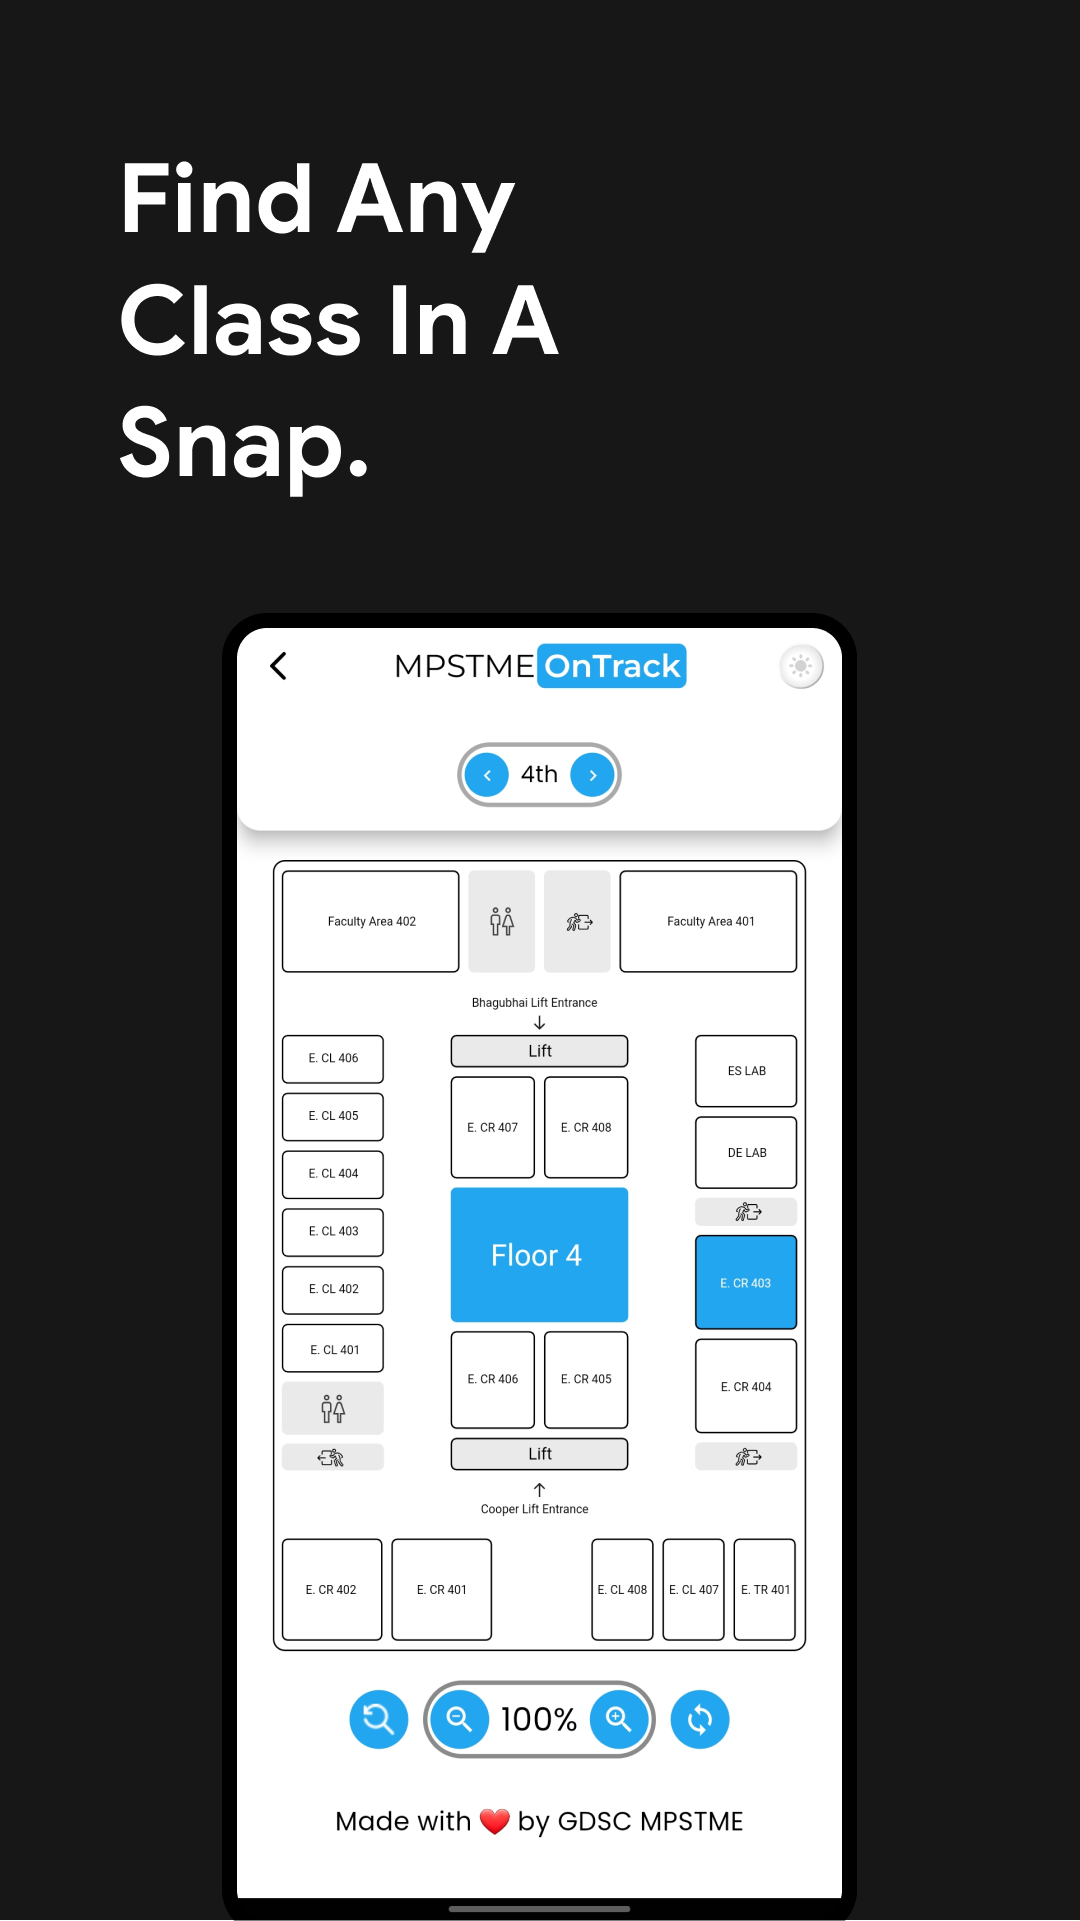 Find Any
Class In A
Snap.
MPSTME OnTrack
4th
Faculty Area 402
Faculty Area 401
Bhagubhai Lift Entrance
Lift
E. CL 406
ES LAB
E. CL 405
E. CR 407
E. CR 408
DE LAB
E. CL 404
E. CL 403
Floor 4
E. CR 403
E. CL 402
E. CL 401
E. CR 406
E. CR 405
E. CR 404
Lift
Cooper Lift Entrance
E. CR 402
E. CR 401
E. CL 408
E. CL 407
E. TR 401
100%
Made with ❤️ by GDSC MPSTME